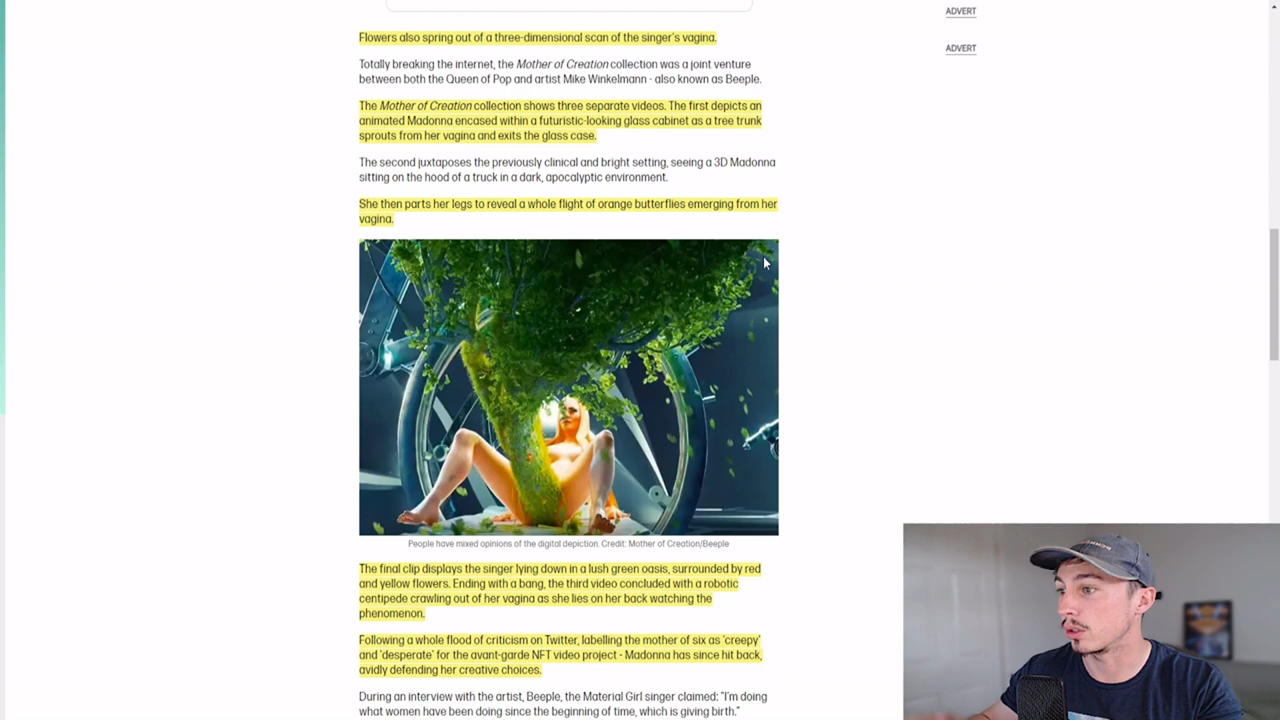 ADVERT
Flowers also spring out of a three-dimensional scan of the singer's vagina.
ADVERT
Totally breaking the internet, the Mother of Creation collection was a joint venture
between both the Queen of Pop and artist Mike Winkelmann - also known as Beeple.
The Mother of Creation collection shows three separate videos. The first depicts an
animated Madonna encased within a futuristic-looking glass cabinet as a tree trunk
sprouts from her vagina and exits the glass case.
The second juxtaposes the previously clinical and bright setting, seeing a 3D Madonna
sitting on the hood of a truck in a dark, apocalyptic environment.
She then parts her legs to reveal a whole flight of orange butterflies emerging from her
vagina.
People have mixed opinions of the digital depiction. Credit: Mother of Creation/Beeple
The final clip displays the singer lying down in a lush green oasis, surrounded by red
and yellow flowers. Ending with a bang, the third video concluded with a robotic
centipede crawling out of her vagina as she lies on her back watching the
phenomenon.
Following a whole flood of criticism on Twitter, labelling the mother of six as 'creepy'
and 'desperate' for the avant-garde NFT video project - Madonna has since hit back,
avidly defending her creative choices.
During an interview with the artist, Beeple, the Material Girl singer claimed: "I'm doing
what women have been doing since the beginning of time, which is giving birth."